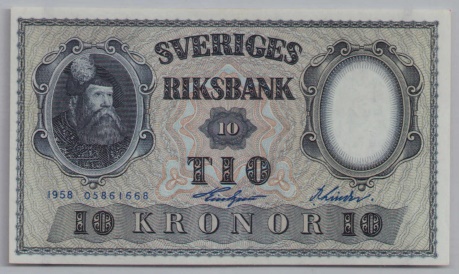 SVERIGES
RIKSBANK
10
TIO
1958 05861668
10 KRONOR 10